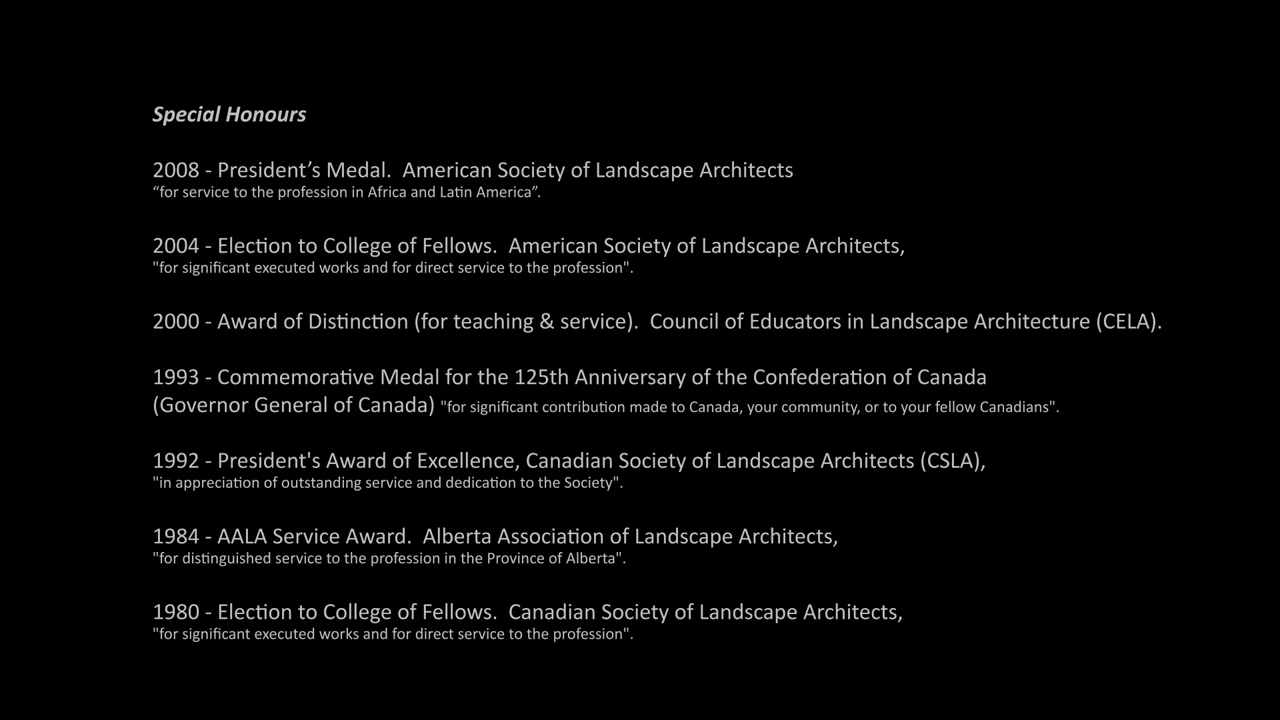 Special Honours
2008 - President’s Medal.  American Society of Landscape Architects
“for service to the profession in Africa and Latin America”.
2004 - Election to College of Fellows.  American Society of Landscape Architects,
"for significant executed works and for direct service to the profession".
2000 - Award of Distinction (for teaching & service).  Council of Educators in Landscape Architecture (CELA).
1993 - Commemorative Medal for the 125th Anniversary of the Confederation of Canada
(Governor General of Canada) "for significant contribution made to Canada, your community, or to your fellow Canadians".
1992 - President's Award of Excellence, Canadian Society of Landscape Architects (CSLA),
"in appreciation of outstanding service and dedication to the Society".
1984 - AALA Service Award.  Alberta Association of Landscape Architects,
"for distinguished service to the profession in the Province of Alberta".
1980 - Election to College of Fellows.  Canadian Society of Landscape Architects,
"for significant executed works and for direct service to the profession".